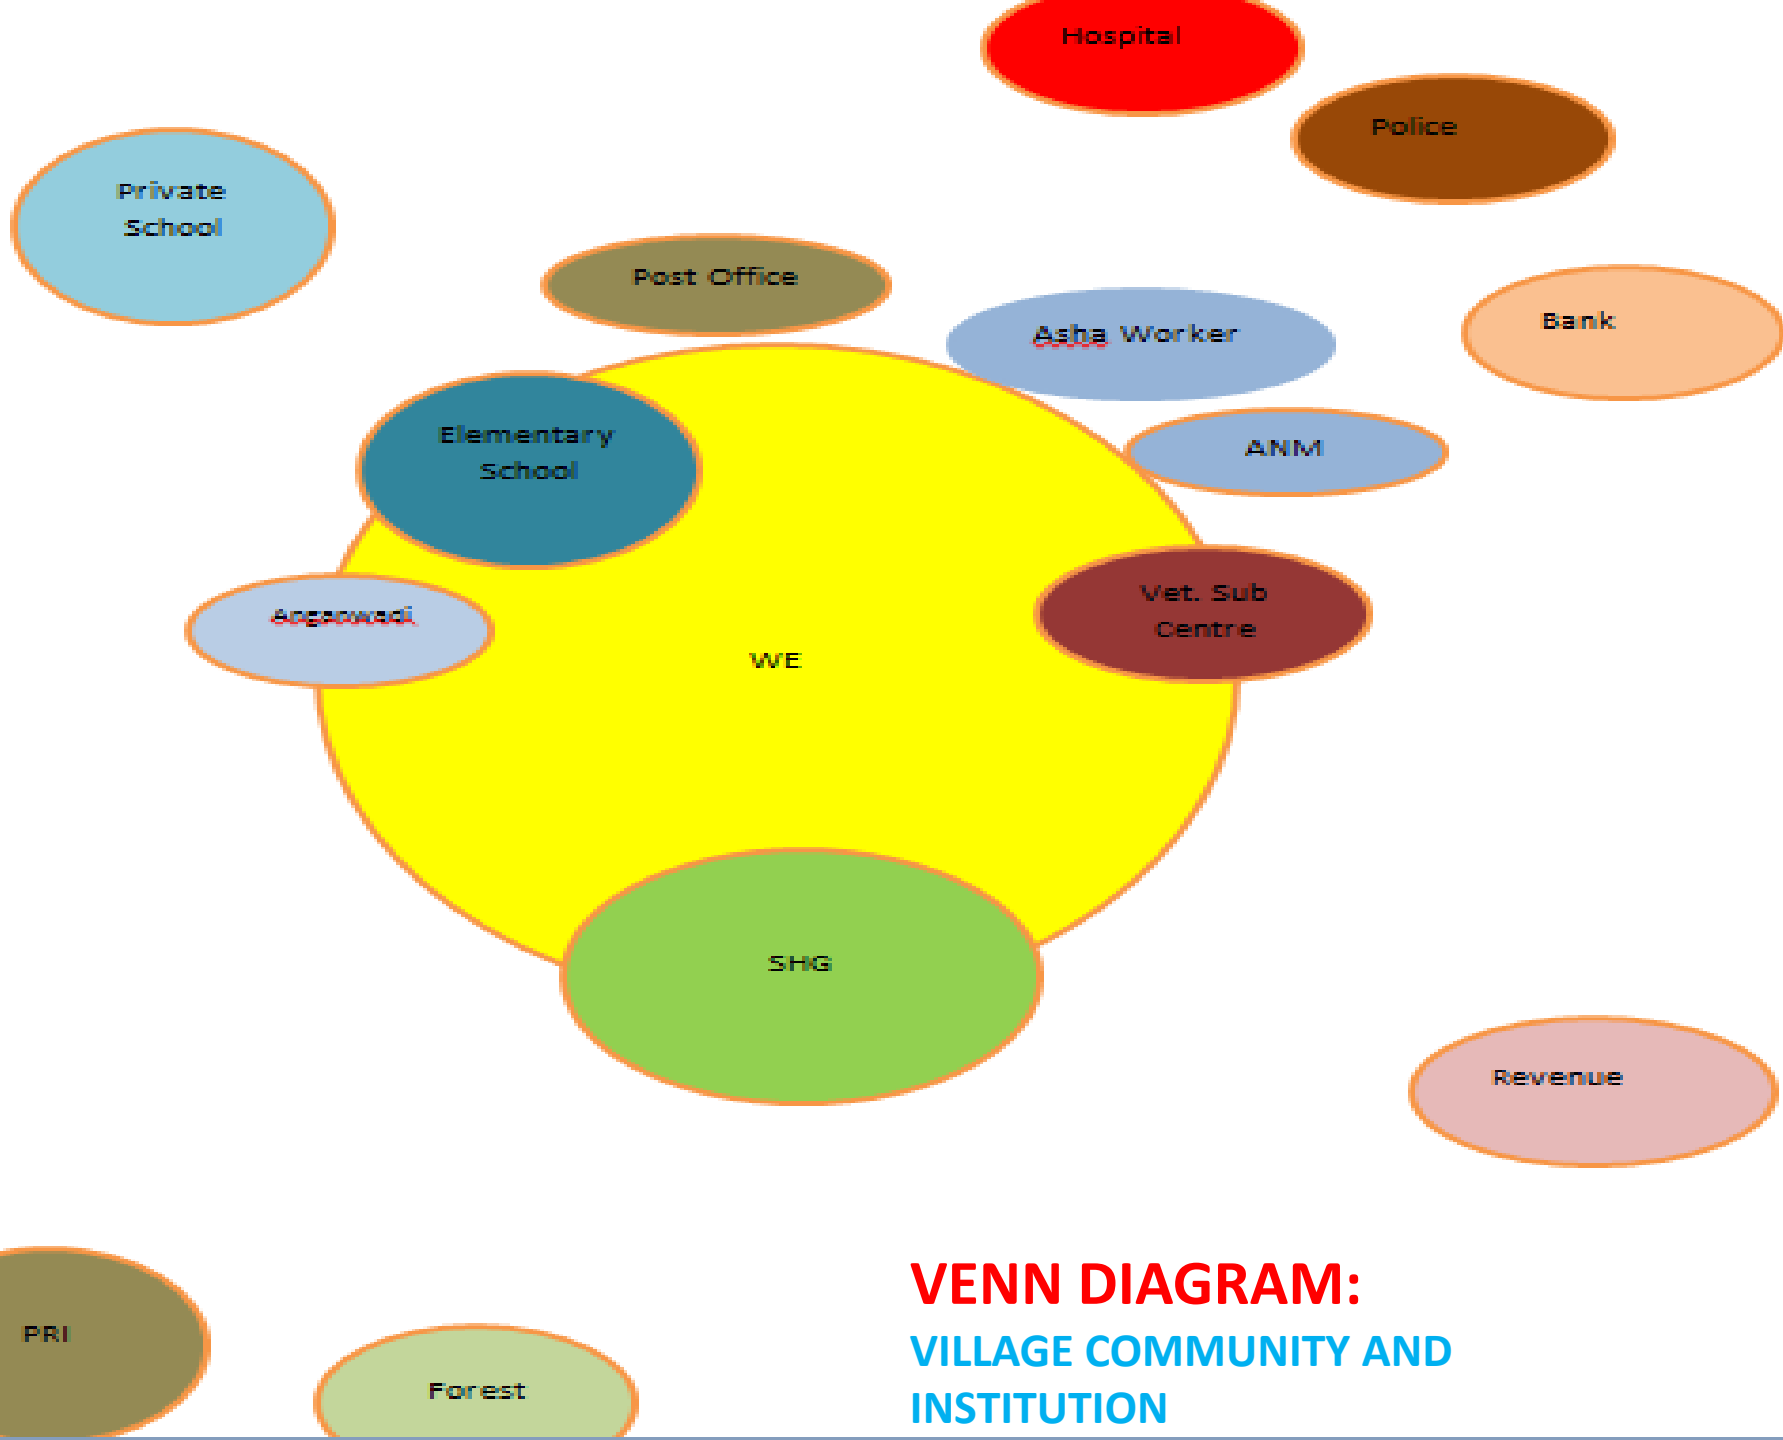 Hospital
Police
Private
School
Post Office
Asha Worker
Bank
Elementary
School
ANM
Vet. Sub
Centre
Anganwadi
WE
SHG
Revenue
PRI
Forest
VENN DIAGRAM:
VILLAGE COMMUNITY AND
INSTITUTION